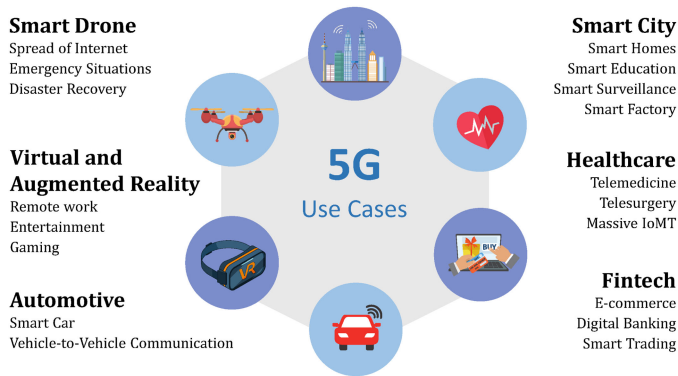 Smart Drone
Spread of Internet
Emergency Situations
Disaster Recovery
Virtual and
Augmented Reality
Remote work
Entertainment
Gaming
Automotive
Smart Car
Vehicle-to-Vehicle Communication
5G
Use Cases
VR
BUY
Smart City
Smart Homes
Smart Education
Smart Surveillance
Smart Factory
Healthcare
Telemedicine
Telesurgery
Massive IoMT
Fintech
E-commerce
Digital Banking
Smart Trading